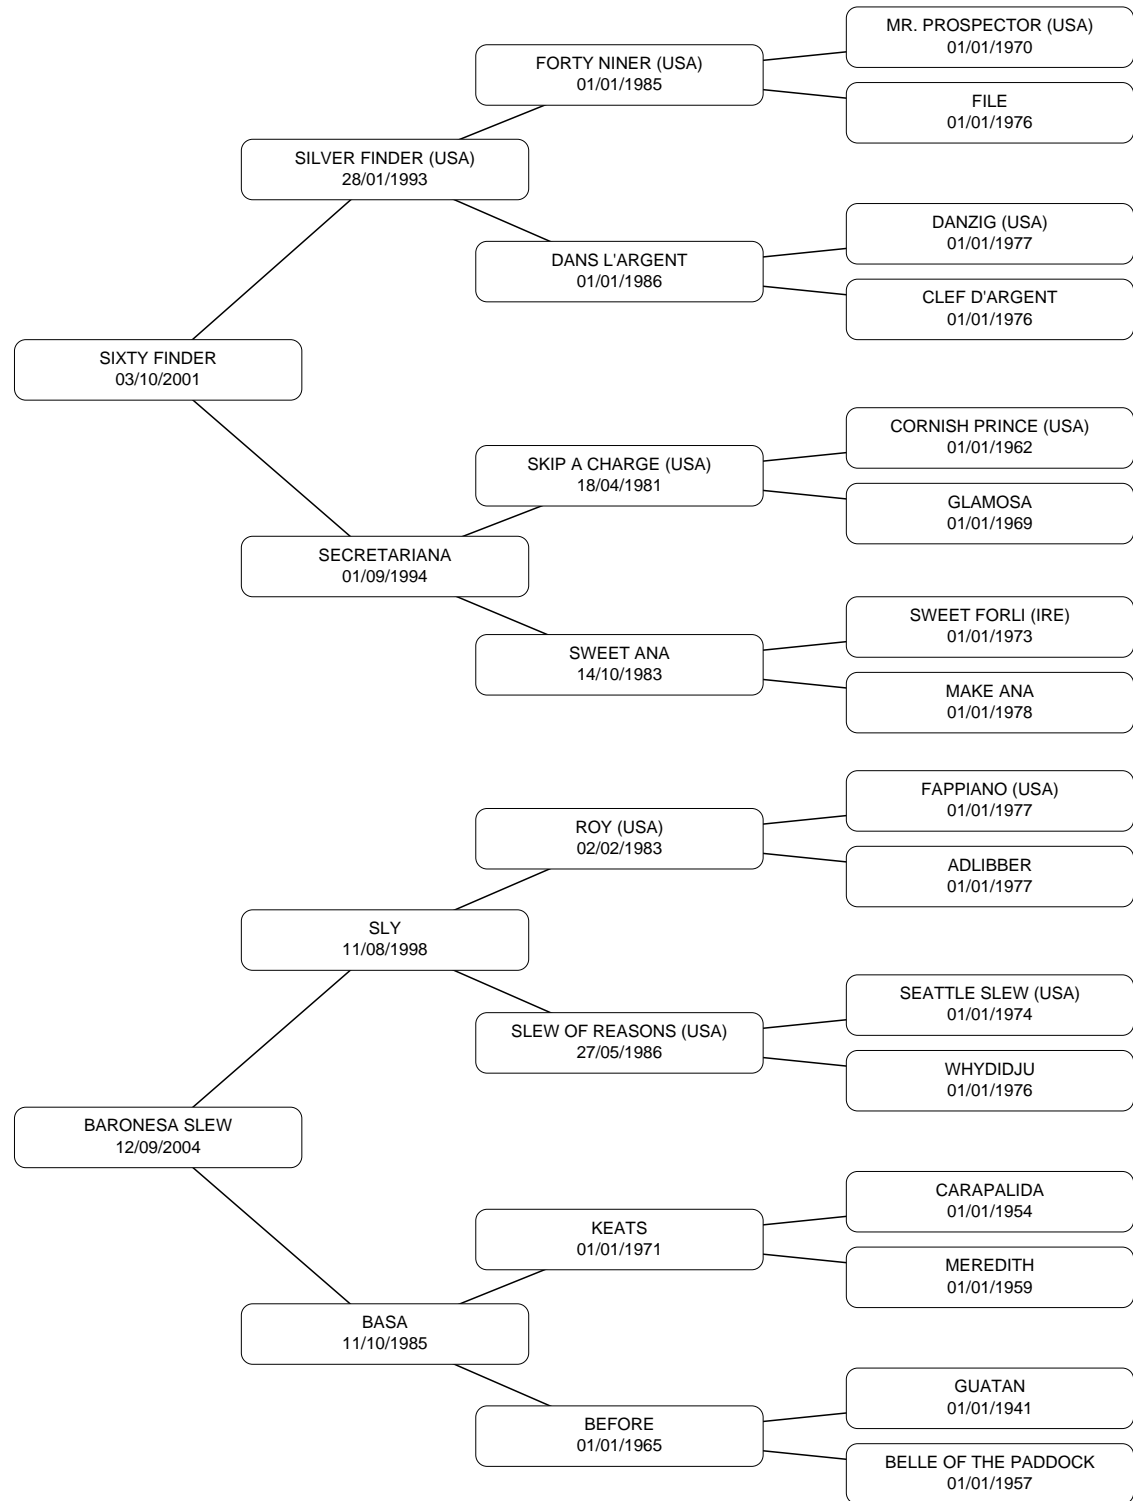 MR. PROSPECTOR (USA)
01/01/1970
FORTY NINER (USA)
01/01/1985
FILE
01/01/1976
SILVER FINDER (USA)
28/01/1993
DANZIG (USA)
01/01/1977
DANS L'ARGENT
01/01/1986
CLEF D'ARGENT
01/01/1976
SIXTY FINDER
03/10/2001
CORNISH PRINCE (USA)
01/01/1962
SKIP A CHARGE (USA)
18/04/1981
GLAMOSA
01/01/1969
SECRETARIANA
01/09/1994
SWEET FORLI (IRE)
01/01/1973
SWEET ANA
14/10/1983
MAKE ANA
01/01/1978
FAPPIANO (USA)
01/01/1977
ROY (USA)
02/02/1983
ADLIBBER
01/01/1977
SLY
11/08/1998
SEATTLE SLEW (USA)
01/01/1974
SLEW OF REASONS (USA)
27/05/1986
WHYDIDJU
01/01/1976
BARONESA SLEW
12/09/2004
CARAPALIDA
01/01/1954
KEATS
01/01/1971
MEREDITH
01/01/1959
BASA
11/10/1985
GUATAN
01/01/1941
BEFORE
01/01/1965
BELLE OF THE PADDOCK
01/01/1957